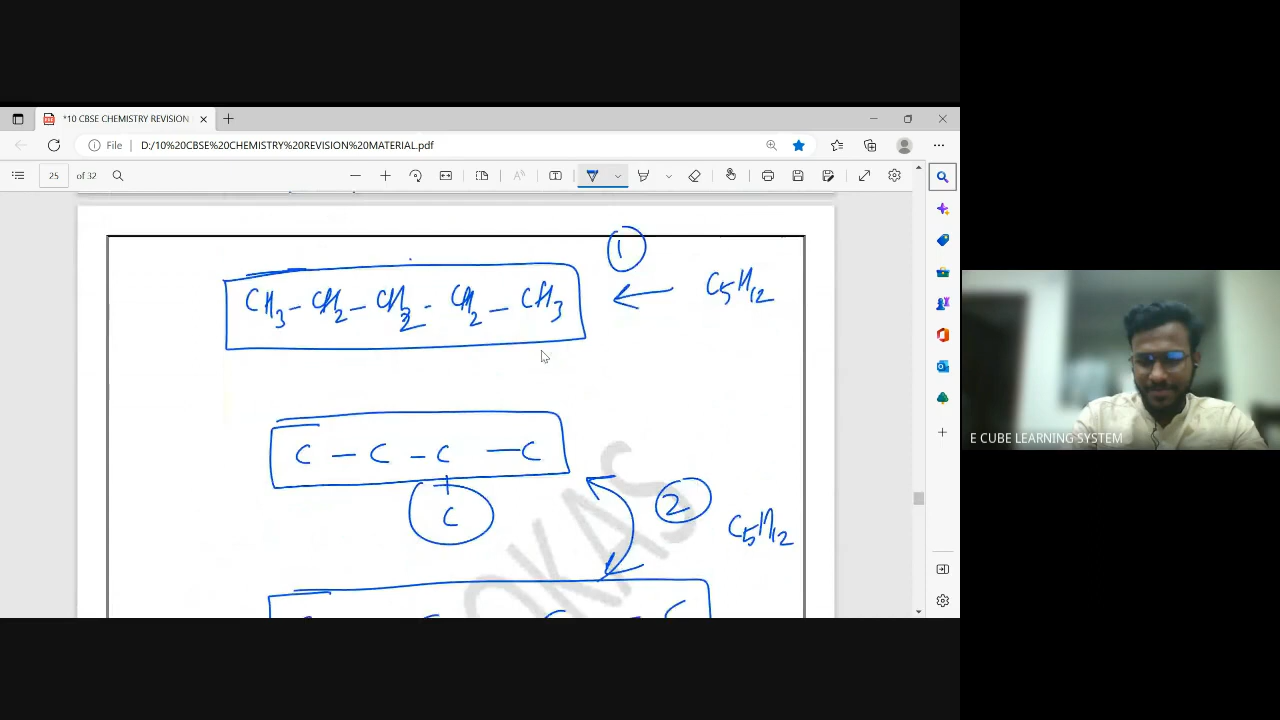 *10 CBSE CHEMISTRY REVISION
File D:/10%20CBSE%20CHEMISTRY%20REVISION%20MATERIAL.pdf
25 of 32
1
CH3 - CH2 - CH2 - CH2 - CH3 ← C5H12
C - C - C - C
C
2
C5H12
OKAS
E CUBE LEARNING SYSTEM